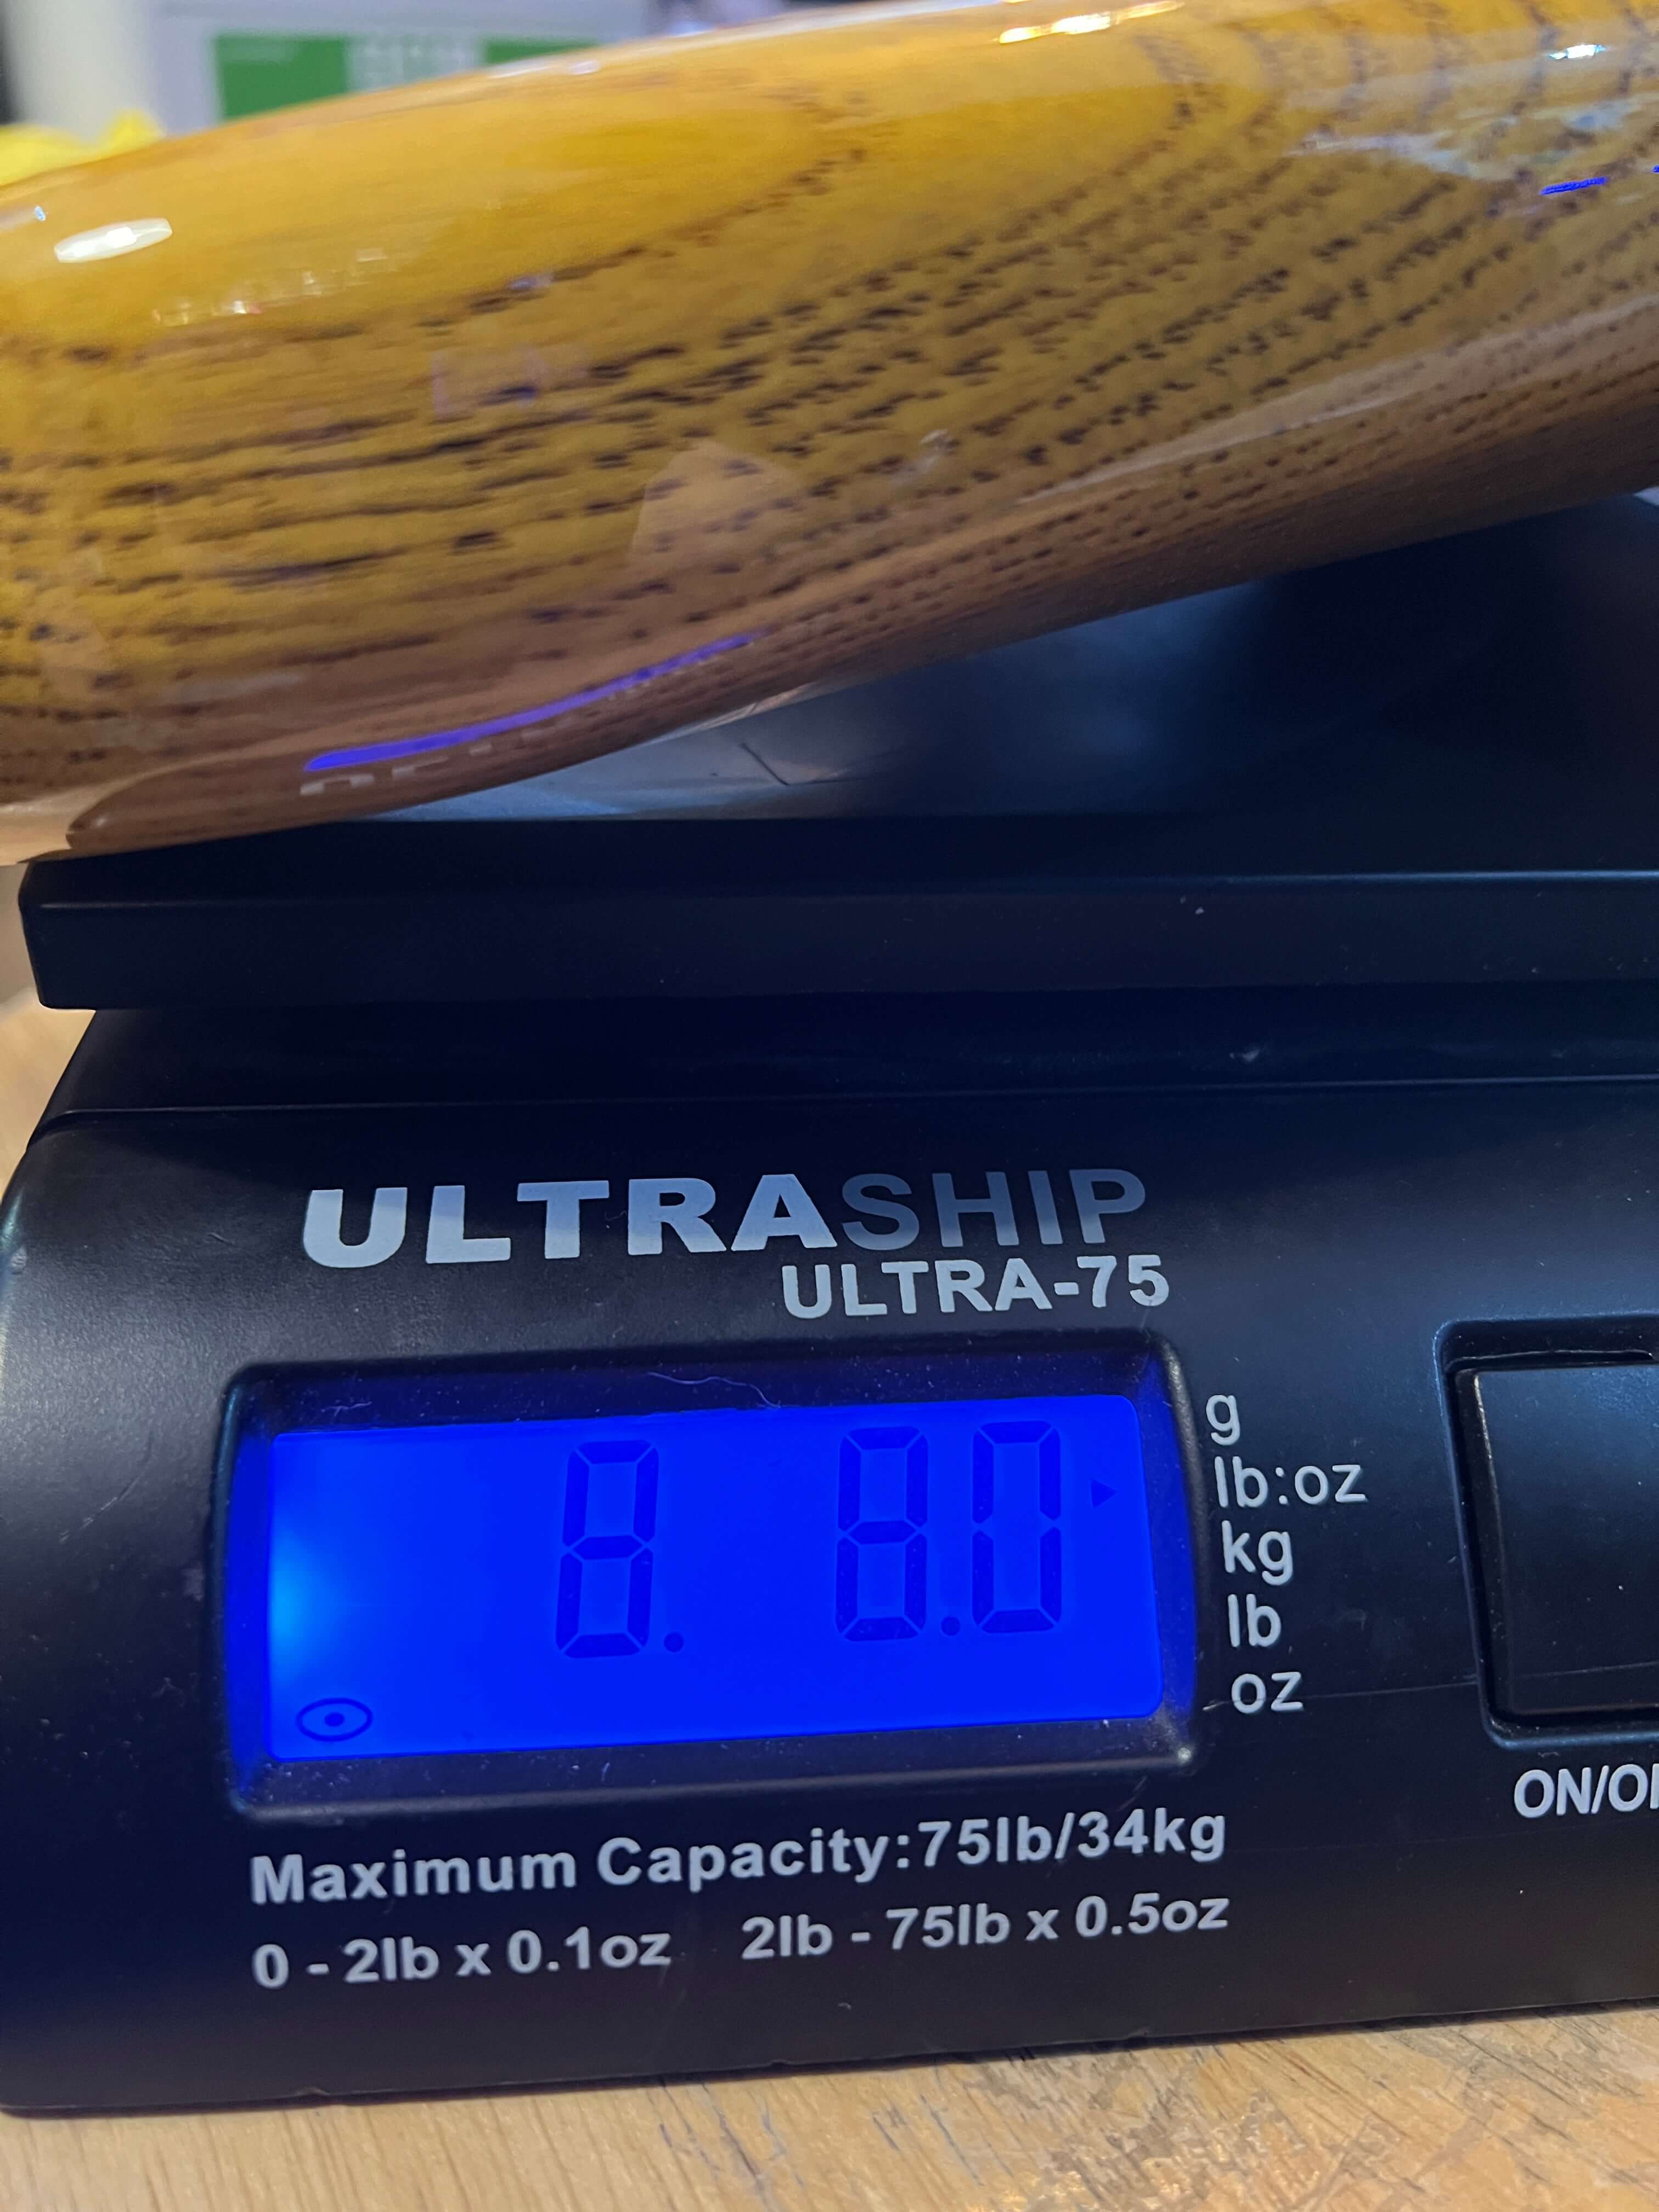 ULTRASHIP
ULTRA-75
8. 8.0
g
lb:oz
kg
lb
oz
Maximum Capacity:75lb/34kg
0 - 2lb x 0.1oz 2lb - 75lb x 0.5oz